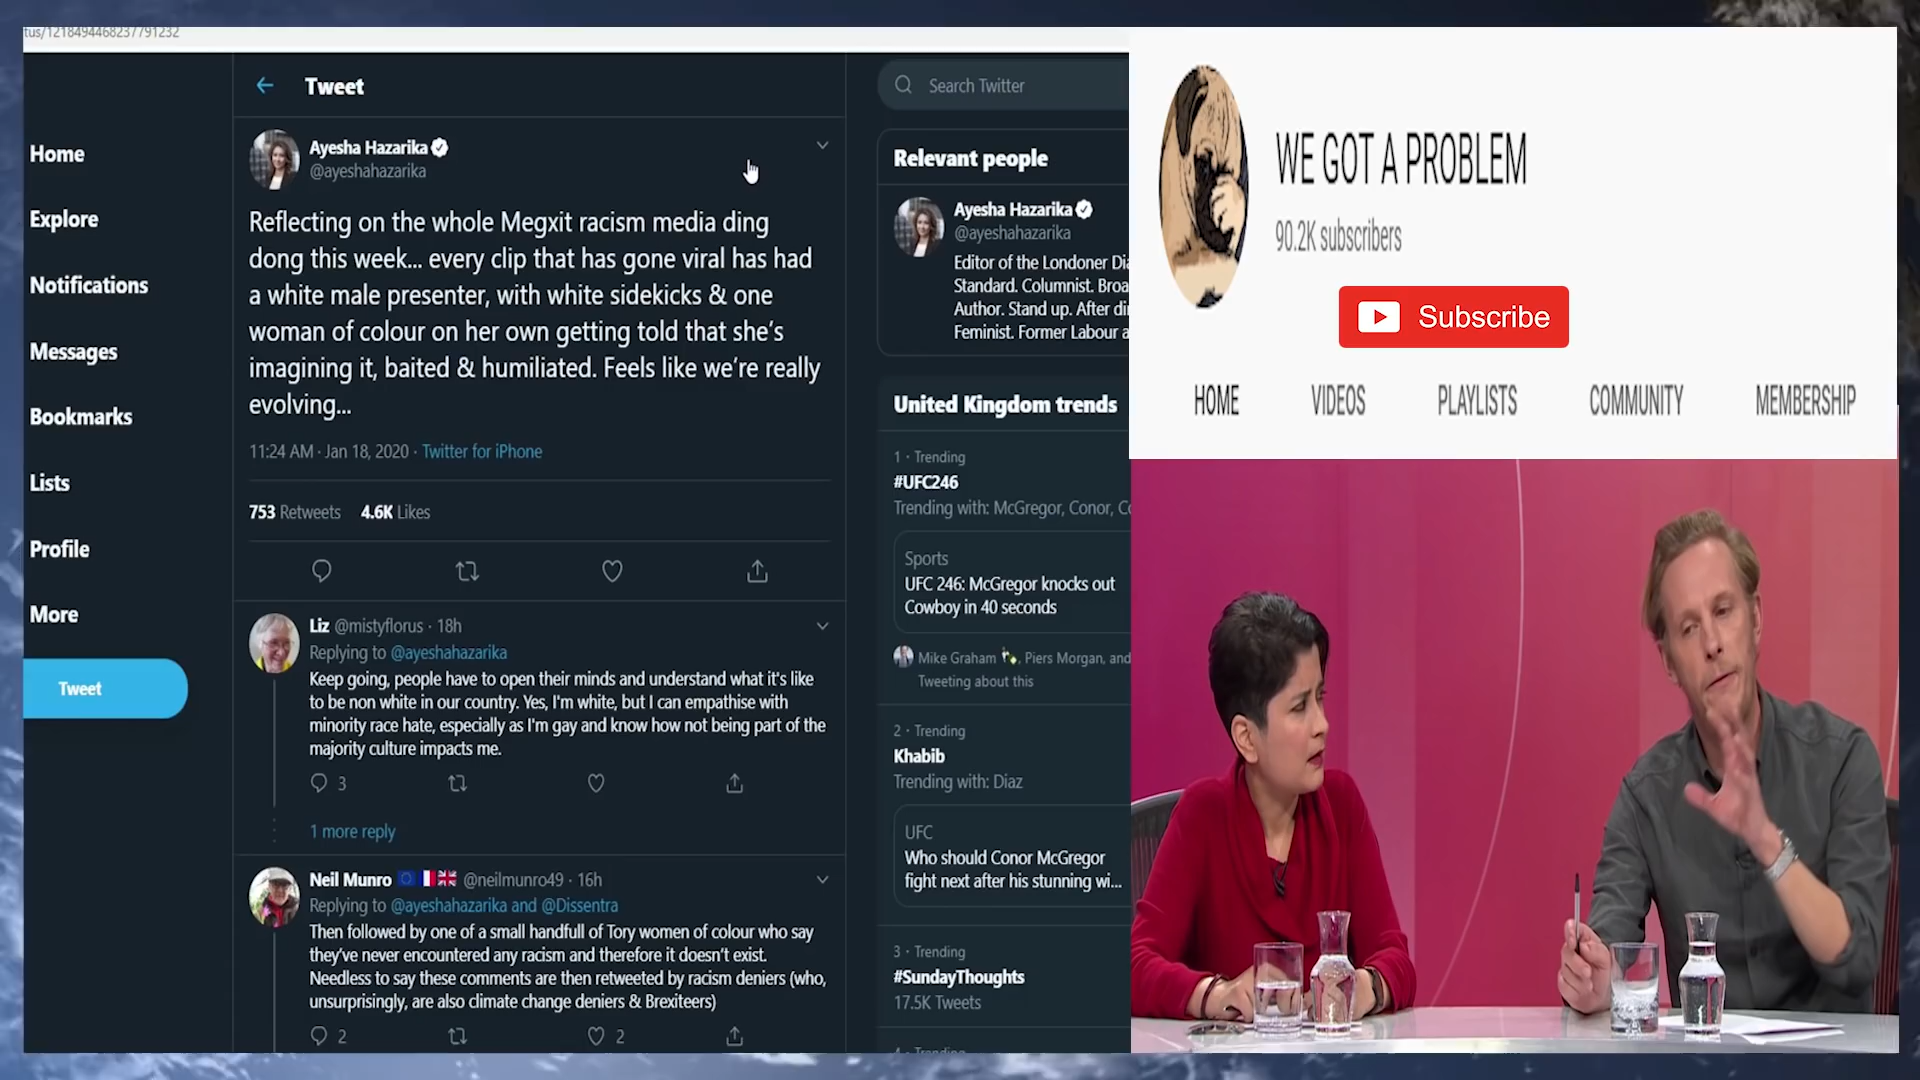 tus/1218494468237791232
Home
Explore
Notifications
Messages
Bookmarks
Lists
Profile
More
Tweet
Tweet
Ayesha Hazarika
@ayeshahazarika
Reflecting on the whole Megxit racism media ding
dong this week... every clip that has gone viral has had
a white male presenter, with white sidekicks & one
woman of colour on her own getting told that she's
imagining it, baited & humiliated. Feels like we're really
evolving...
11:24 AM · Jan 18, 2020 · Twitter for iPhone
753 Retweets 4.6K Likes
Liz @mistyflorus · 18h
Replying to @ayeshahazarika
Keep going, people have to open their minds and understand what it's like
to be non white in our country. Yes, I'm white, but I can empathise with
minority race hate, especially as I'm gay and know how not being part of the
majority culture impacts me.
3
1 more reply
Neil Munro @neilmunro49 · 16h
Replying to @ayeshahazarika and @Dissentra
Then followed by one of a small handfull of Tory women of colour who say
they've never encountered any racism and therefore it doesn't exist.
Needless to say these comments are then retweeted by racism deniers (who,
unsurprisingly, are also climate change deniers & Brexiteers)
2 2
Search Twitter
Relevant people
Ayesha Hazarika
@ayeshahazarika
Editor of the Londoner Dia
Standard. Columnist. Broa
Author. Stand up. After di
Feminist. Former Labour a
United Kingdom trends
1 · Trending
#UFC246
Trending with: McGregor, Conor, Co
Sports
UFC 246: McGregor knocks out
Cowboy in 40 seconds
Mike Graham , Piers Morgan, and
Tweeting about this
2 · Trending
Khabib
Trending with: Diaz
UFC
Who should Conor McGregor
fight next after his stunning wi...
3 · Trending
#SundayThoughts
17.5K Tweets
4 · Trending
WE GOT A PROBLEM
90.2K subscribers
Subscribe
HOME VIDEOS PLAYLISTS COMMUNITY MEMBERSHIP